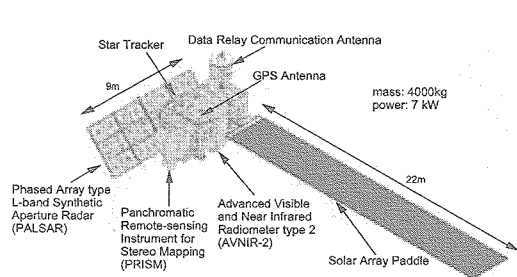 Star Tracker
Data Relay Communication Antenna
9m
GPS Antenna
mass: 4000kg
power: 7 kW
22m
Phased Array type
L-band Synthetic
Aperture Radar
(PALSAR)
Panchromatic
Remote-sensing
Instrument for
Stereo Mapping
(PRISM)
Advanced Visible
and Near Infrared
Radiometer type 2
(AVNIR-2)
Solar Array Paddle